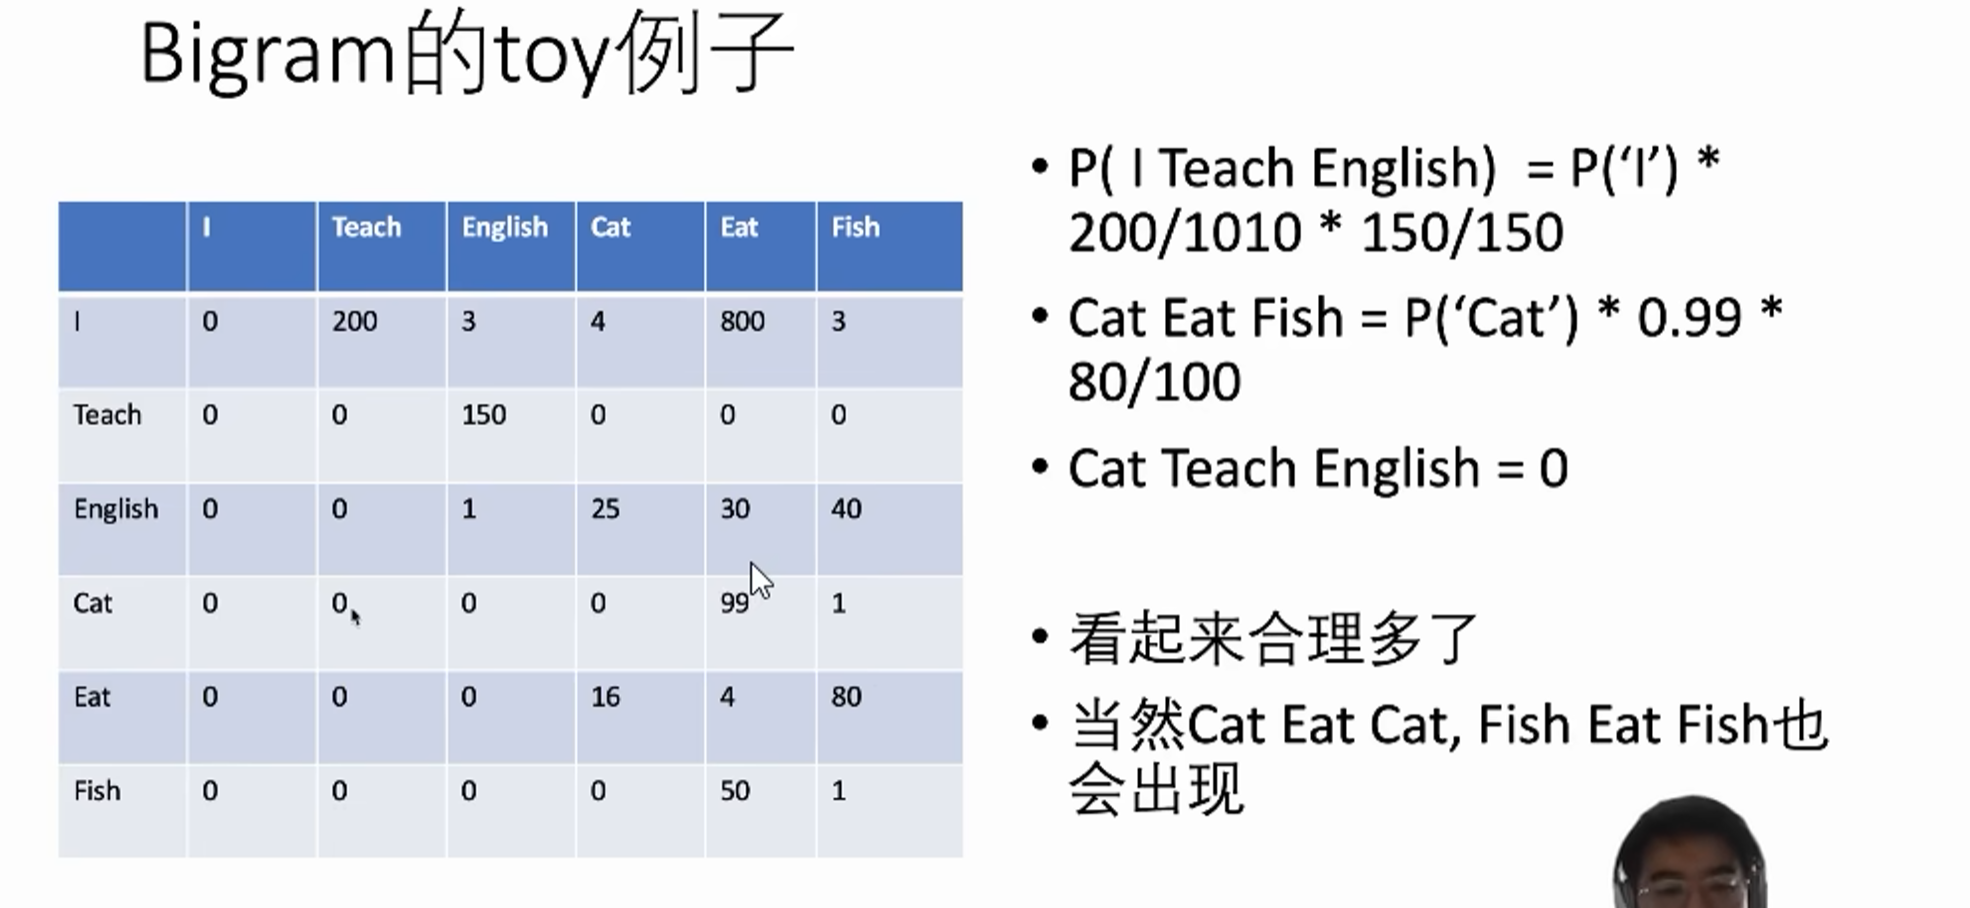 Bigram的toy例子
I Teach English Cat Eat Fish
I 0 200 3 4 800 3
Teach 0 0 150 0 0 0
English 0 0 1 25 30 40
Cat 0 0 0 0 99 1
Eat 0 0 0 16 4 80
Fish 0 0 0 0 50 1
• P( I Teach English) = P(‘I’) *
200/1010 * 150/150
• Cat Eat Fish = P(‘Cat’) * 0.99 *
80/100
• Cat Teach English = 0
• 看起来合理多了
• 当然Cat Eat Cat, Fish Eat Fish也
会出现